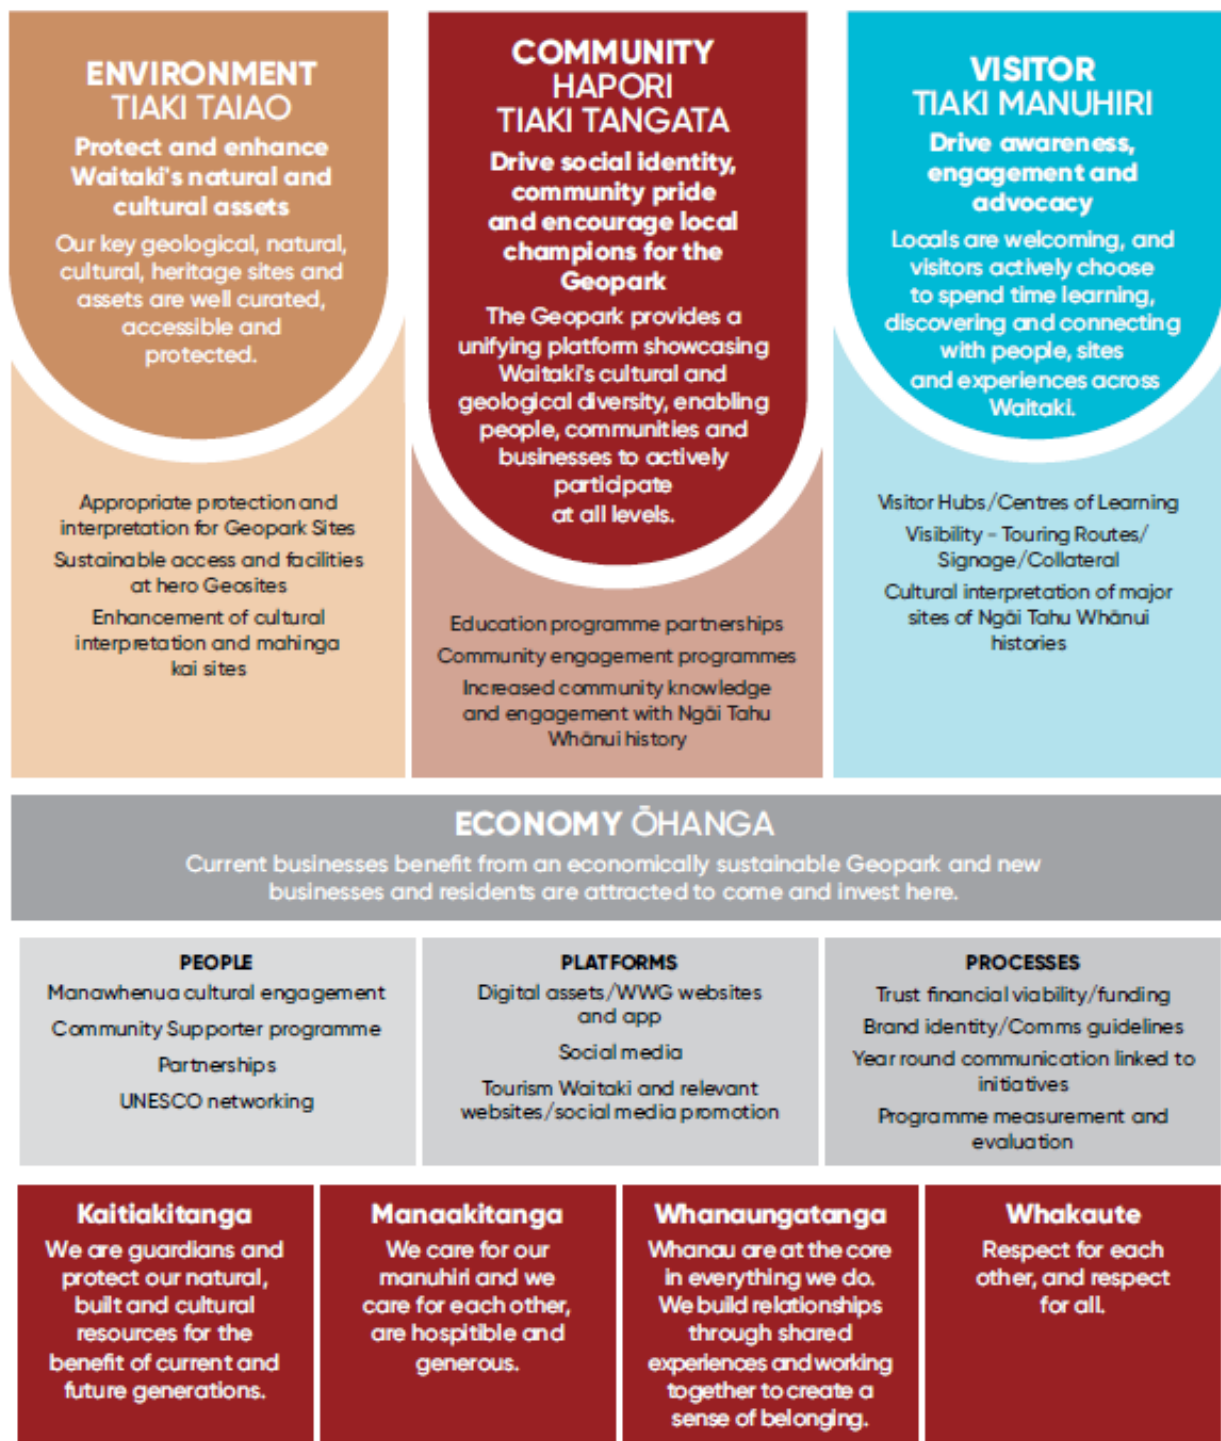 ENVIRONMENT
TIAKI TAIAO
Protect and enhance
Waitaki's natural and
cultural assets
Our key geological, natural,
cultural, heritage sites and
assets are well curated,
accessible and
protected.
Appropriate protection and
interpretation for Geopark Sites
Sustainable access and facilities
at hero Geosites
Enhancement of cultural
interpretation and mahinga
kai sites
COMMUNITY
HAPORI
TIAKI TANGATA
Drive social identity,
community pride
and encourage local
champions for the
Geopark
The Geopark provides a
unifying platform showcasing
Waitaki's cultural and
geological diversity, enabling
people, communities and
businesses to actively
participate
at all levels.
Education programme partnerships
Community engagement programmes
Increased community knowledge
and engagement with Ngāi Tahu
Whānui history
VISITOR
TIAKI MANUHIRI
Drive awareness,
engagement and
advocacy
Locals are welcoming, and
visitors actively choose
to spend time learning,
discovering and connecting
with people, sites
and experiences across
Waitaki.
Visitor Hubs/Centres of Learning
Visibility - Touring Routes/
Signage/Collateral
Cultural interpretation of major
sites of Ngāi Tahu Whānui
histories
ECONOMY ŌHANGA
Current businesses benefit from an economically sustainable Geopark and new
businesses and residents are attracted to come and invest here.
PEOPLE
Manawhenua cultural engagement
Community Supporter programme
Partnerships
UNESCO networking
PLATFORMS
Digital assets/WWG websites
and app
Social media
Tourism Waitaki and relevant
websites/social media promotion
PROCESSES
Trust financial viability/funding
Brand identity/Comms guidelines
Year round communication linked to
initiatives
Programme measurement and
evaluation
Kaitiakitanga
We are guardians and
protect our natural,
built and cultural
resources for the
benefit of current and
future generations.
Manaakitanga
We care for our
manuhiri and we
care for each other,
are hospitible and
generous.
Whanaungatanga
Whanau are at the core
in everything we do.
We build relationships
through shared
experiences and working
together to create a
sense of belonging.
Whakaute
Respect for each
other, and respect
for all.